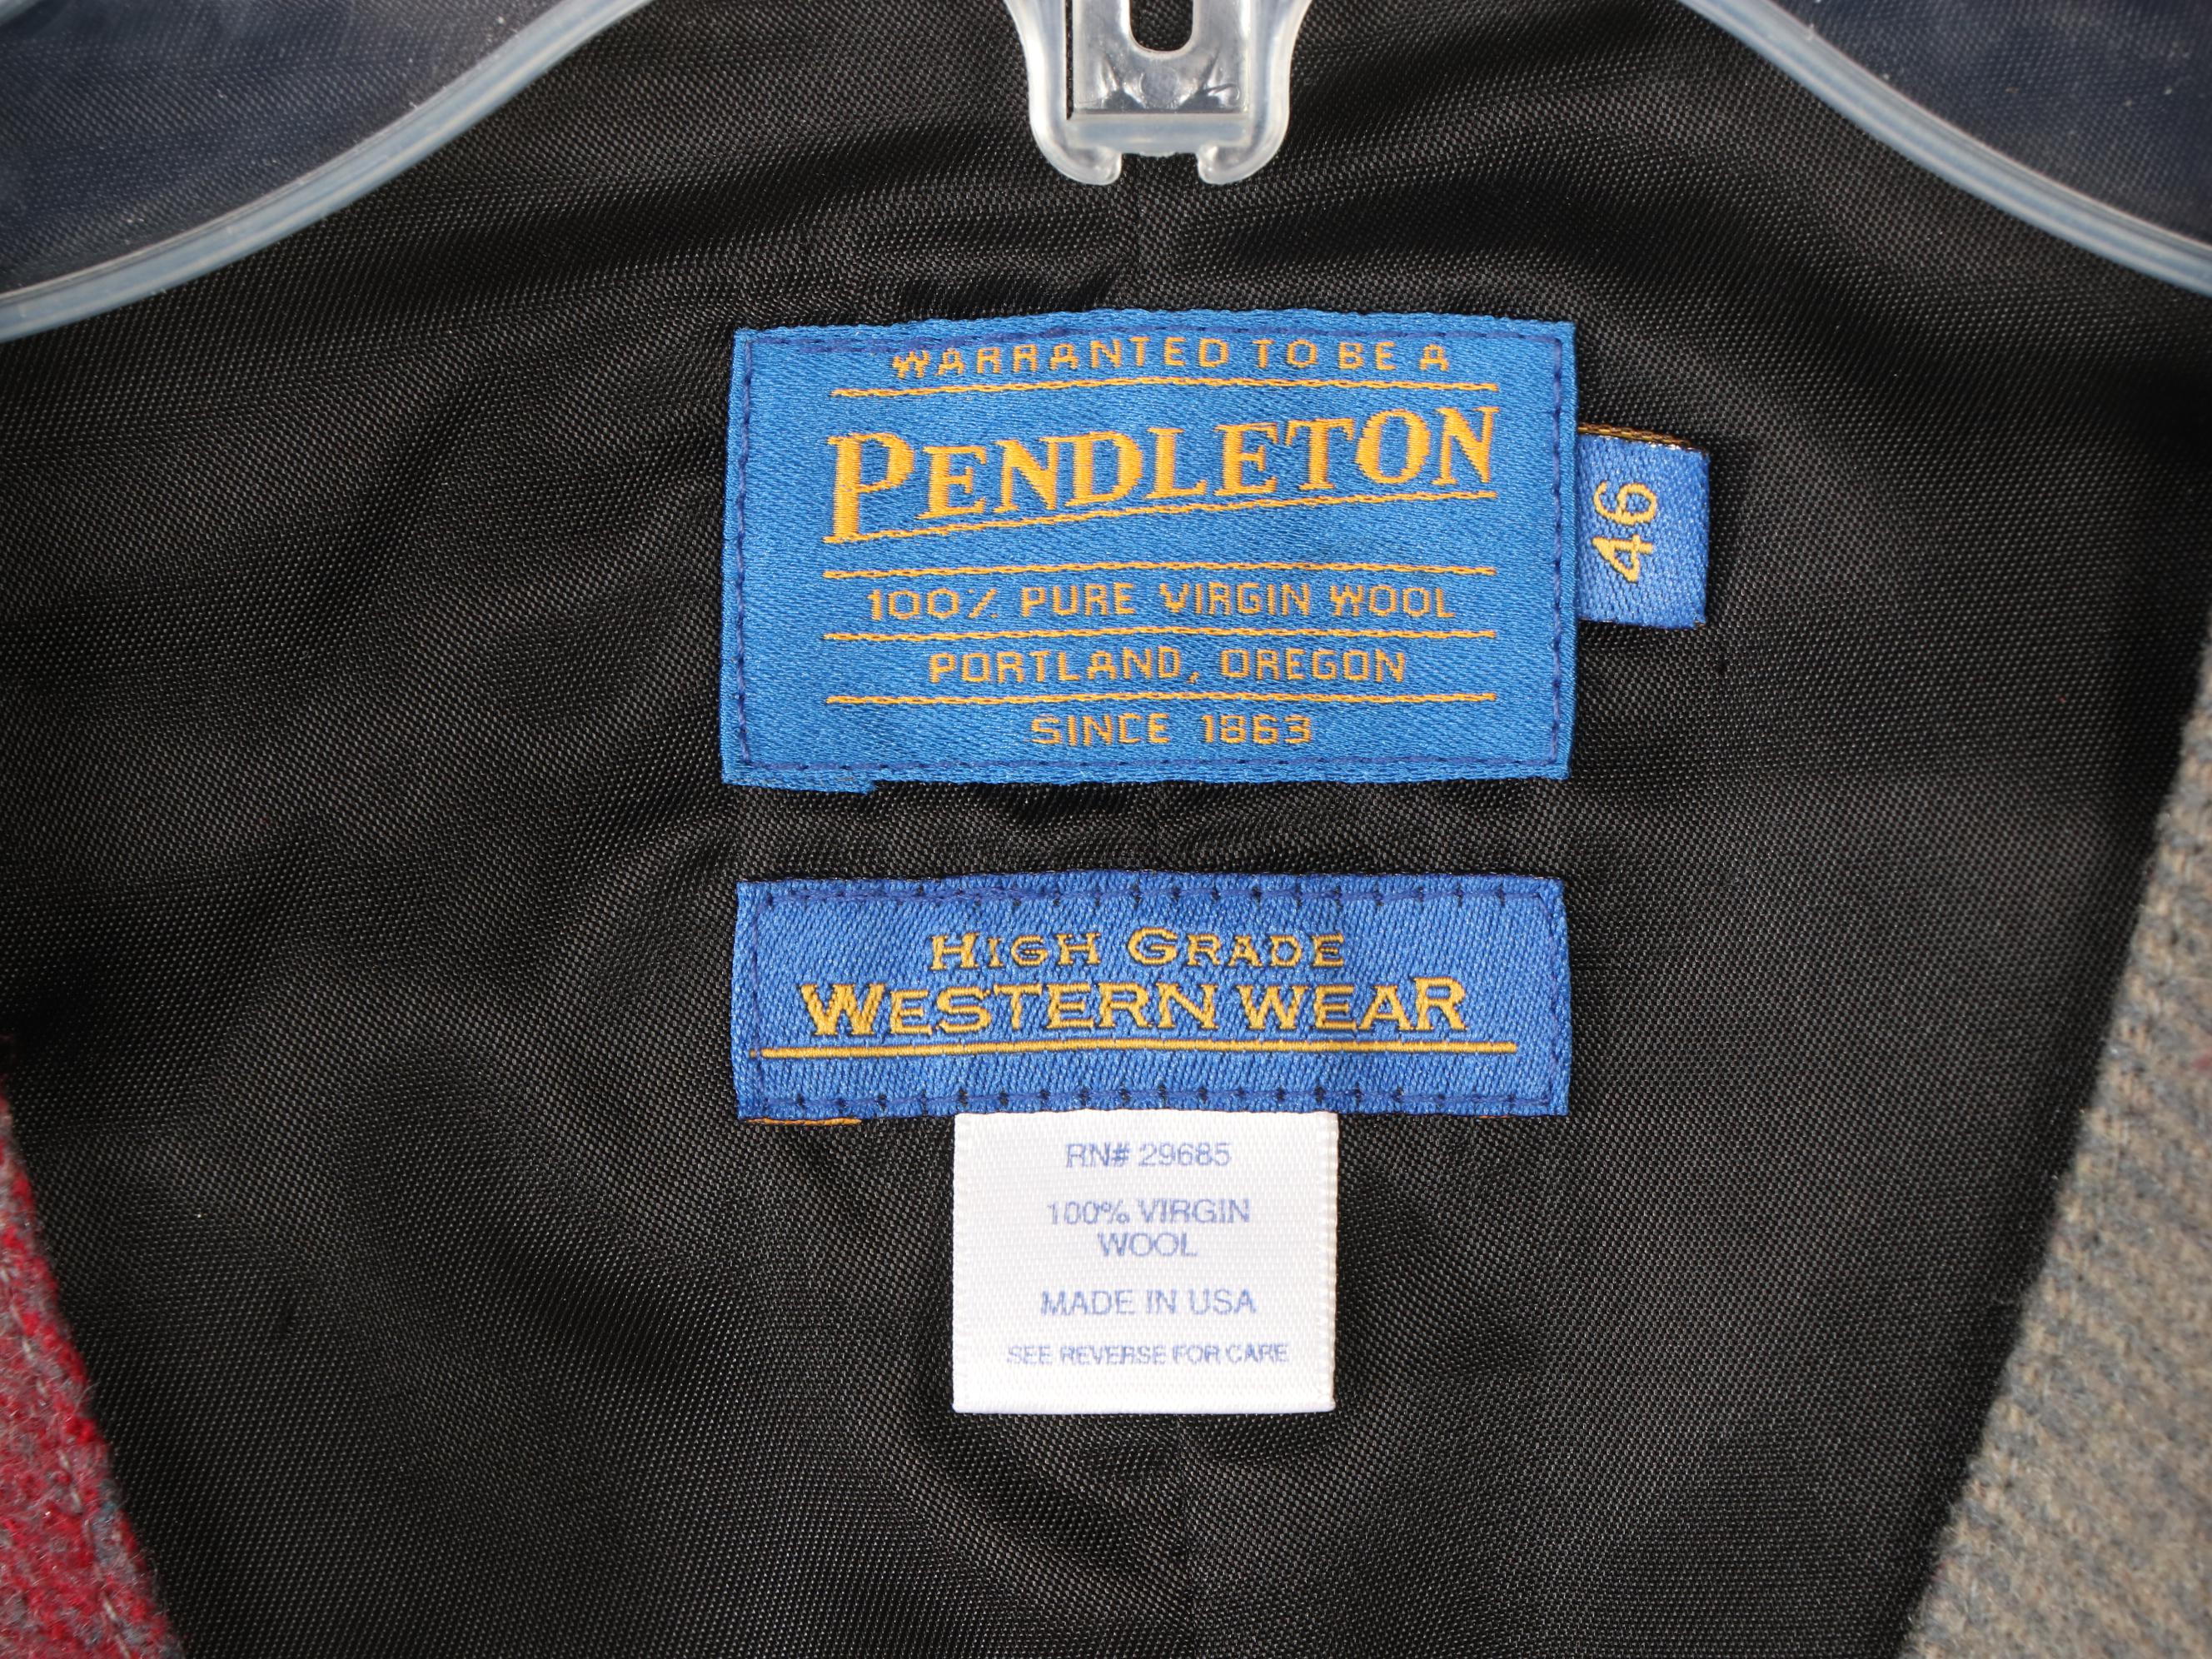 WARRANTED TO BE A
PENDLETON
46
100% PURE VIRGIN WOOL
PORTLAND, OREGON
SINCE 1863
HIGH GRADE
WESTERN WEAR
RN# 29685
100% VIRGIN
WOOL
MADE IN USA
SEE REVERSE FOR CARE